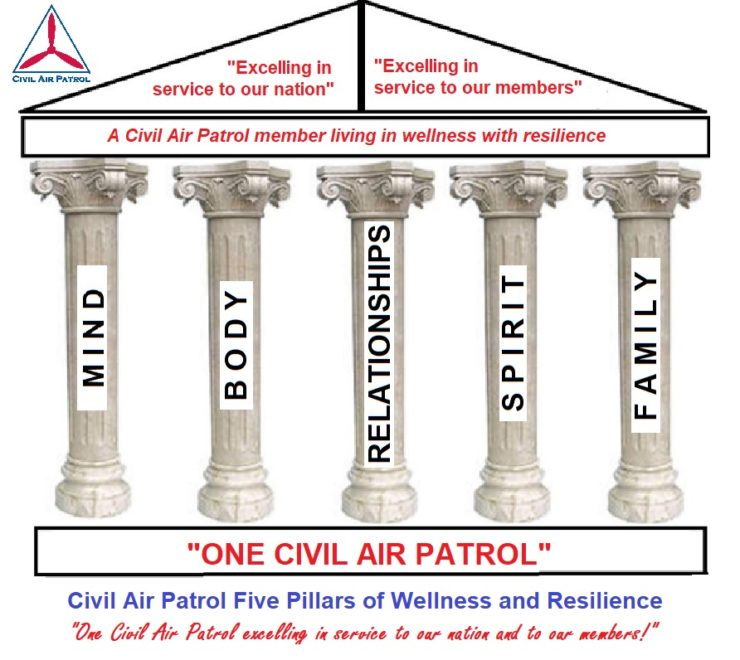 CIVIL AIR PATROL
"Excelling in
service to our nation"
"Excelling in
service to our members"
A Civil Air Patrol member living in wellness with resilience
MIND
BODY
RELATIONSHIPS
SPIRIT
FAMILY
"ONE CIVIL AIR PATROL"
Civil Air Patrol Five Pillars of Wellness and Resilience
"One Civil Air Patrol excelling in service to our nation and to our members!"